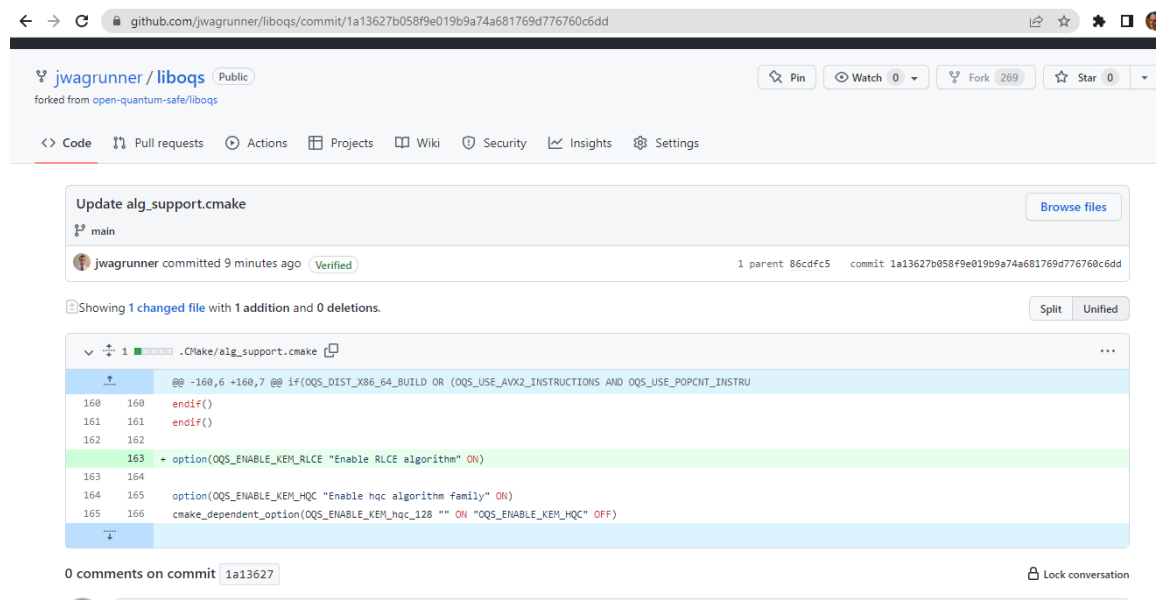 github.com/jwagrunner/liboqs/commit/1a13627b058f9e019b9a74a681769d776760c6dd
jwagrunner / liboqs Public
Pin Watch 0 Fork 269 Star 0
forked from open-quantum-safe/liboqs
<> Code Pull requests Actions Projects Wiki Security Insights Settings
Update alg_support.cmake
Browse files
main
jwagrunner committed 9 minutes ago Verified 1 parent 86cdfc5 commit 1a13627b058f9e019b9a74a681769d776760c6dd
Showing 1 changed file with 1 addition and 0 deletions. Split Unified
1 .CMake/alg_support.cmake
@@ -160,6 +160,7 @@ if(OQS_DIST_X86_64_BUILD OR (OQS_USE_AVX2_INSTRUCTIONS AND OQS_USE_POPCNT_INSTRU
160 160 endif()
161 161 endif()
162 162
163 + option(OQS_ENABLE_KEM_RLCE "Enable RLCE algorithm" ON)
163 164
164 165 option(OQS_ENABLE_KEM_HQC "Enable hqc algorithm family" ON)
165 166 cmake_dependent_option(OQS_ENABLE_KEM_hqc_128 "" ON "OQS_ENABLE_KEM_HQC" OFF)
0 comments on commit 1a13627 Lock conversation